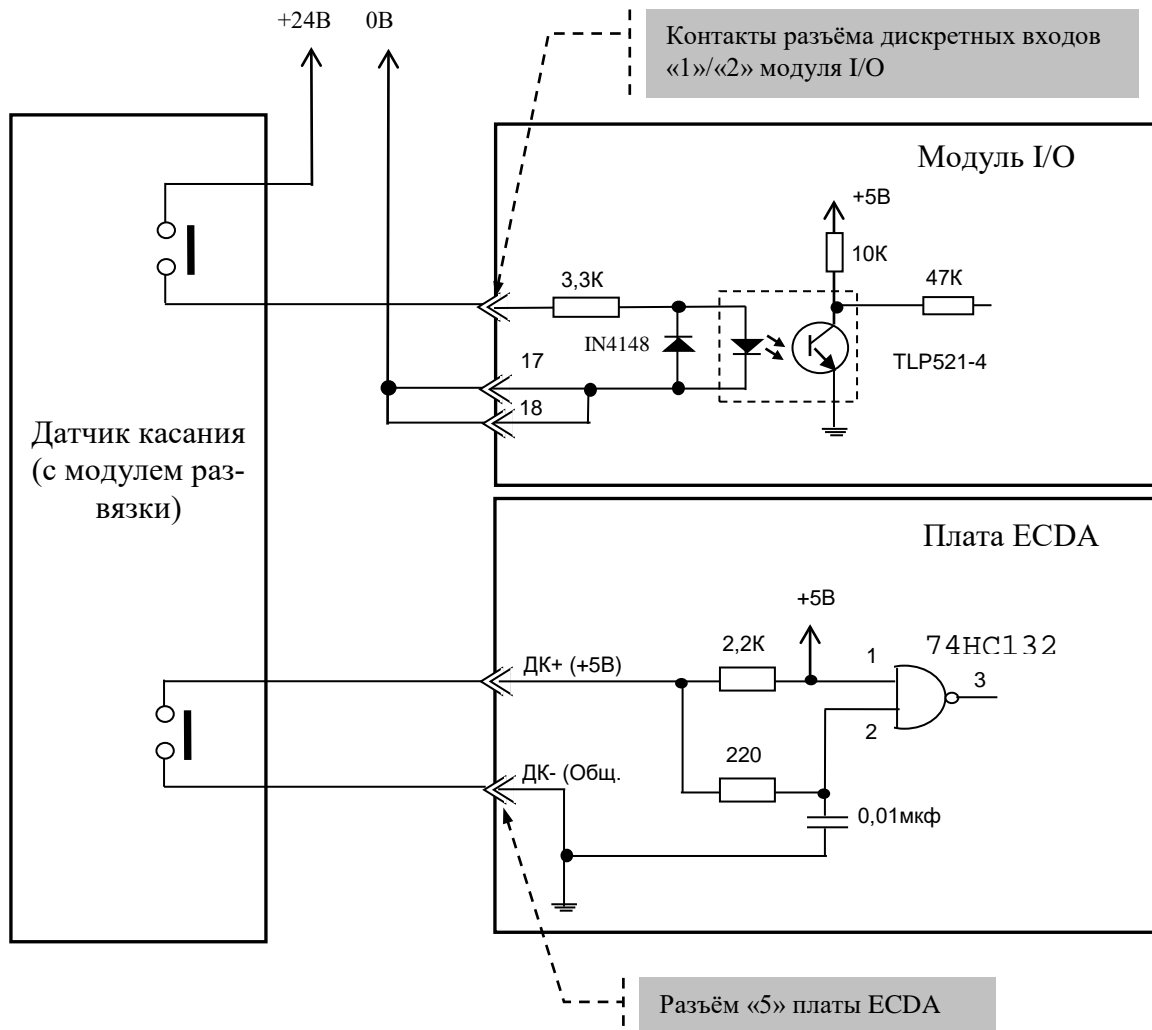 +24В
0В
Контакты разъёма дискретных входов
«1»/«2» модуля I/O
Модуль I/O
+5В
10К
3,3К
47К
IN4148
TLP521-4
17
18
Датчик касания
(с модулем раз-
вязки)
Плата ECDA
+5В
2,2К
74HC132
ДК+ (+5В)
1
3
2
220
ДК- (Общ.
0,01мкф
Разъём «5» платы ECDA